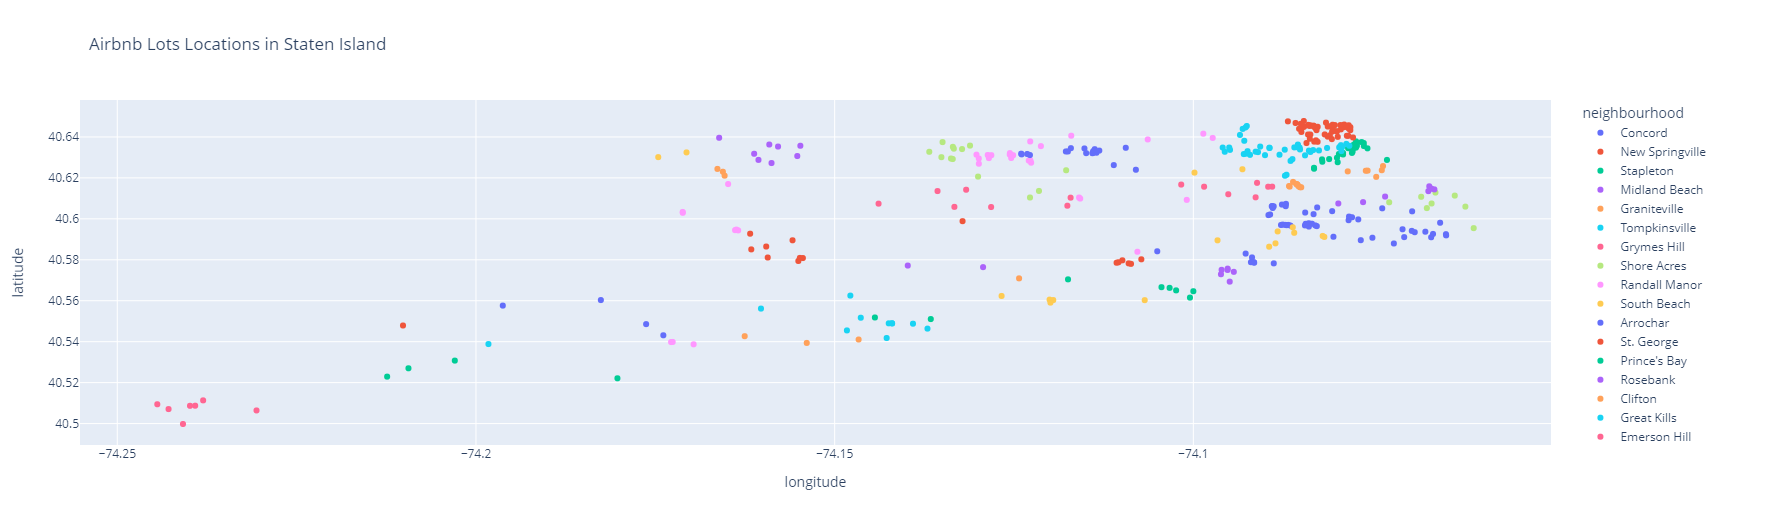 Airbnb Lots Locations in Staten Island
neighbourhood
Concord
New Springville
Stapleton
Midland Beach
Graniteville
Tompkinsville
Grymes Hill
Shore Acres
Randall Manor
South Beach
Arrochar
St. George
Prince's Bay
Rosebank
Clifton
Great Kills
Emerson Hill
latitude
40.64
40.62
40.6
40.58
40.56
40.54
40.52
40.5
−74.25
−74.2
−74.15
−74.1
longitude